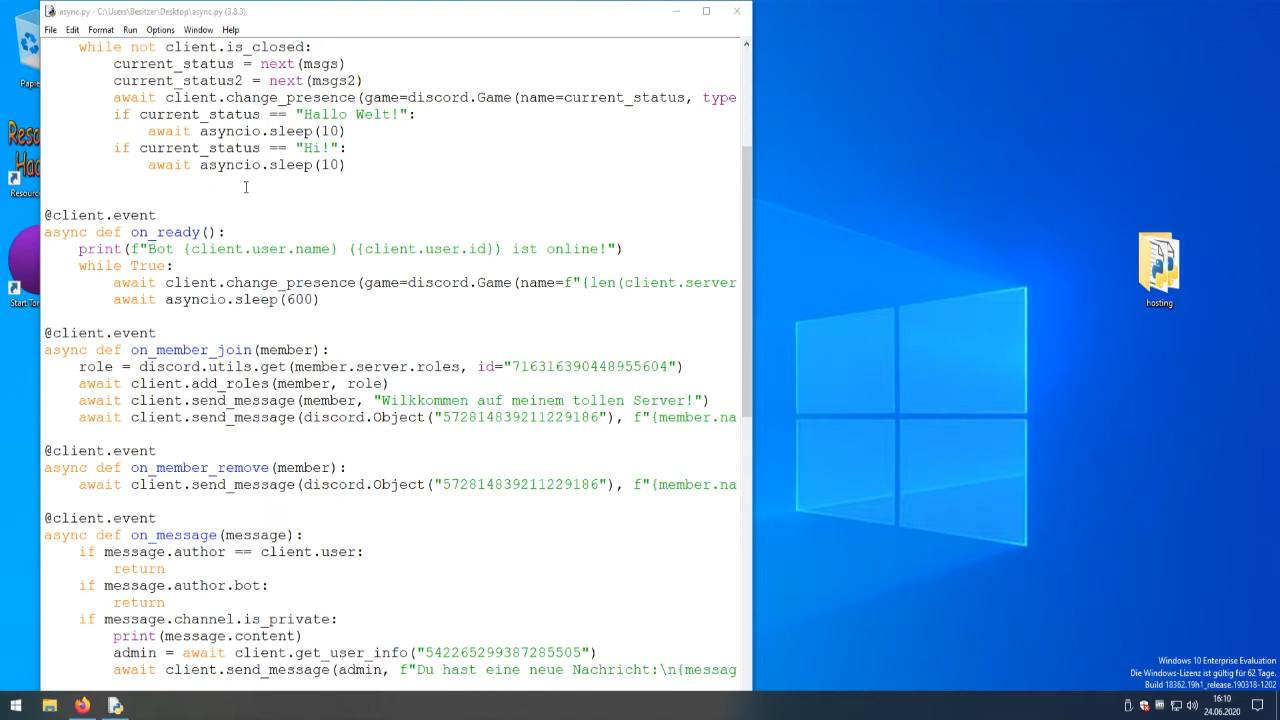 async.py - C:\Users\Besitzer\Desktop\async.py (3.8.3)
File Edit Format Run Options Window Help
while not client.is_closed:
current_status = next(msgs)
current_status2 = next(msgs2)
await client.change_presence(game=discord.Game(name=current_status, type
if current_status == "Hallo Welt!":
await asyncio.sleep(10)
if current_status == "Hi!":
await asyncio.sleep(10)
@client.event
async def on_ready():
print(f"Bot {client.user.name} ({client.user.id}) ist online!")
while True:
await client.change_presence(game=discord.Game(name=f"{len(client.server
await asyncio.sleep(600)
@client.event
async def on_member_join(member):
role = discord.utils.get(member.server.roles, id="716316390448955604")
await client.add_roles(member, role)
await client.send_message(member, "Wilkkommen auf meinem tollen Server!")
await client.send_message(discord.Object("572814839211229186"), f"{member.na
@client.event
async def on_member_remove(member):
await client.send_message(discord.Object("572814839211229186"), f"{member.na
@client.event
async def on_message(message):
if message.author == client.user:
return
if message.author.bot:
return
if message.channel.is_private:
print(message.content)
admin = await client.get_user_info("542265299387285505")
await client.send_message(admin, f"Du hast eine neue Nachricht:\n{messag
Papie
Resourc
Start Tor
hosting
Windows 10 Enterprise Evaluation
Die Windows-Lizenz ist gültig für 62 Tage.
Build 18362.19h1_release.190318-1202
16:10
24.06.2020